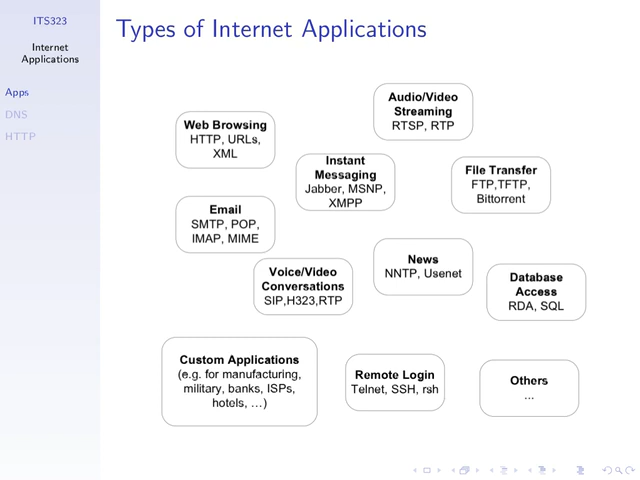 ITS323
Internet
Applications
Apps
DNS
HTTP
Types of Internet Applications
Audio/Video
Streaming
RTSP, RTP
Web Browsing
HTTP, URLs,
XML
Instant
Messaging
Jabber, MSNP,
XMPP
File Transfer
FTP,TFTP,
Bittorrent
Email
SMTP, POP,
IMAP, MIME
News
NNTP, Usenet
Voice/Video
Conversations
SIP,H323,RTP
Database
Access
RDA, SQL
Custom Applications
(e.g. for manufacturing,
military, banks, ISPs,
hotels, …)
Remote Login
Telnet, SSH, rsh
Others
...